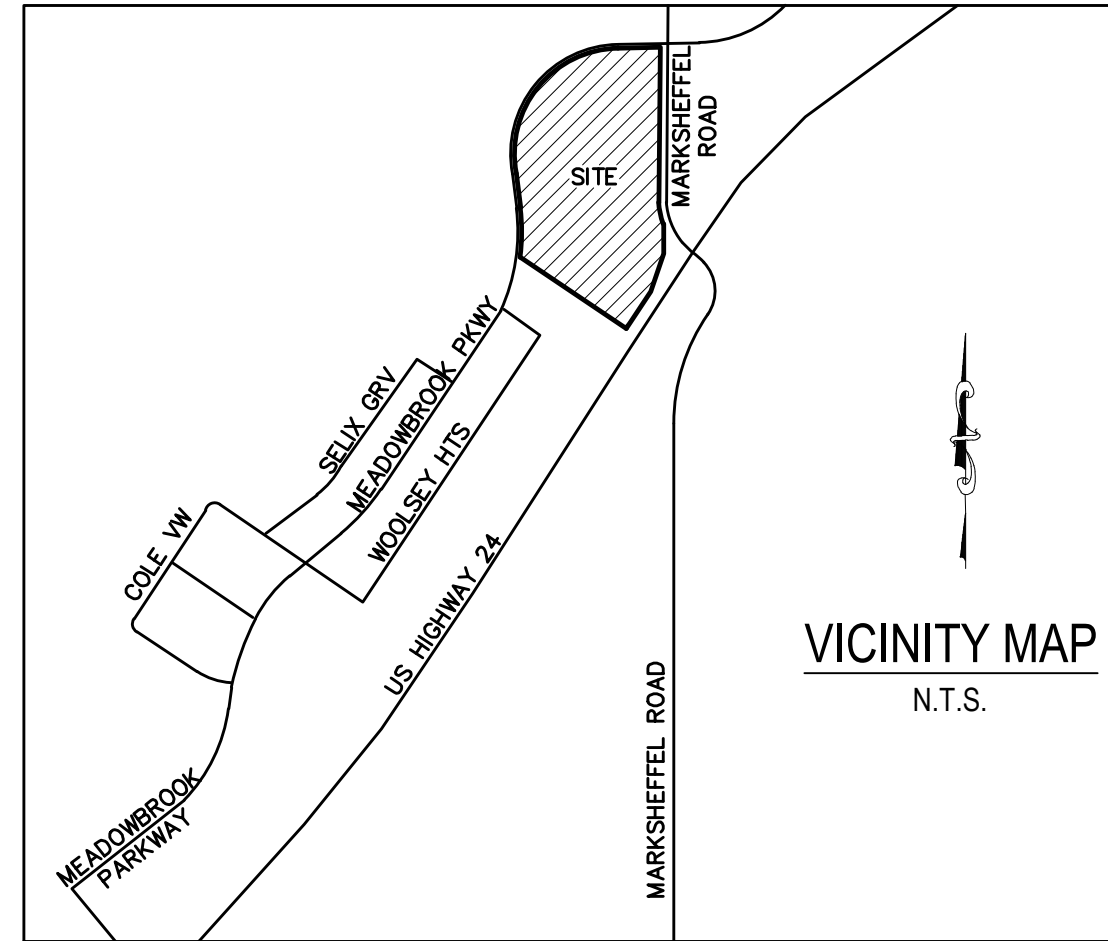 MARKSHEFFEL
ROAD
SITE
MEADOWBROOK PKWY
SELIX GRV
WOOLSEY HTS
COLE VW
US HIGHWAY 24
VICINITY MAP
N.T.S.
MARKSHEFFEL ROAD
MEADOWBROOK
PARKWAY